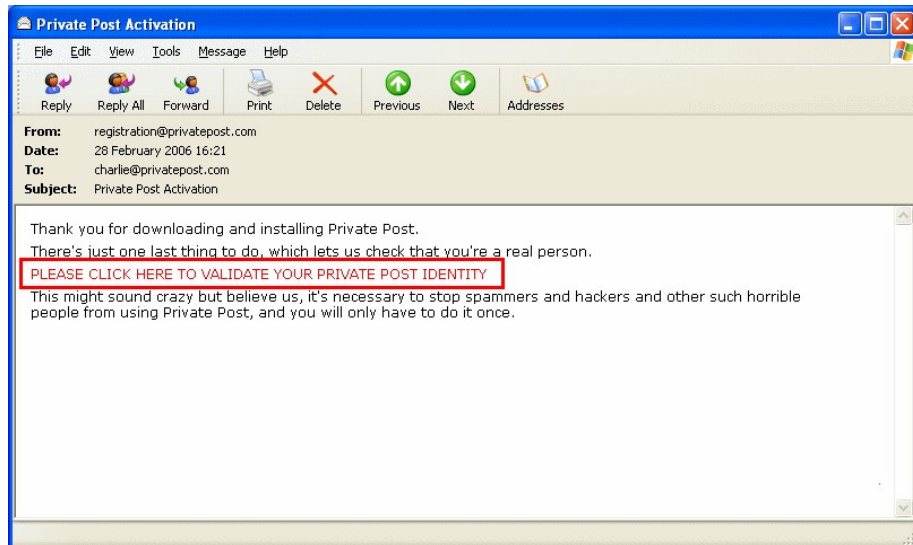 Private Post Activation
File Edit View Tools Message Help
Reply Reply All Forward Print Delete Previous Next Addresses
From: registration@privatepost.com
Date: 28 February 2006 16:21
To: charlie@privatepost.com
Subject: Private Post Activation
Thank you for downloading and installing Private Post.
There's just one last thing to do, which lets us check that you're a real person.
PLEASE CLICK HERE TO VALIDATE YOUR PRIVATE POST IDENTITY
This might sound crazy but believe us, it's necessary to stop spammers and hackers and other such horrible
people from using Private Post, and you will only have to do it once.